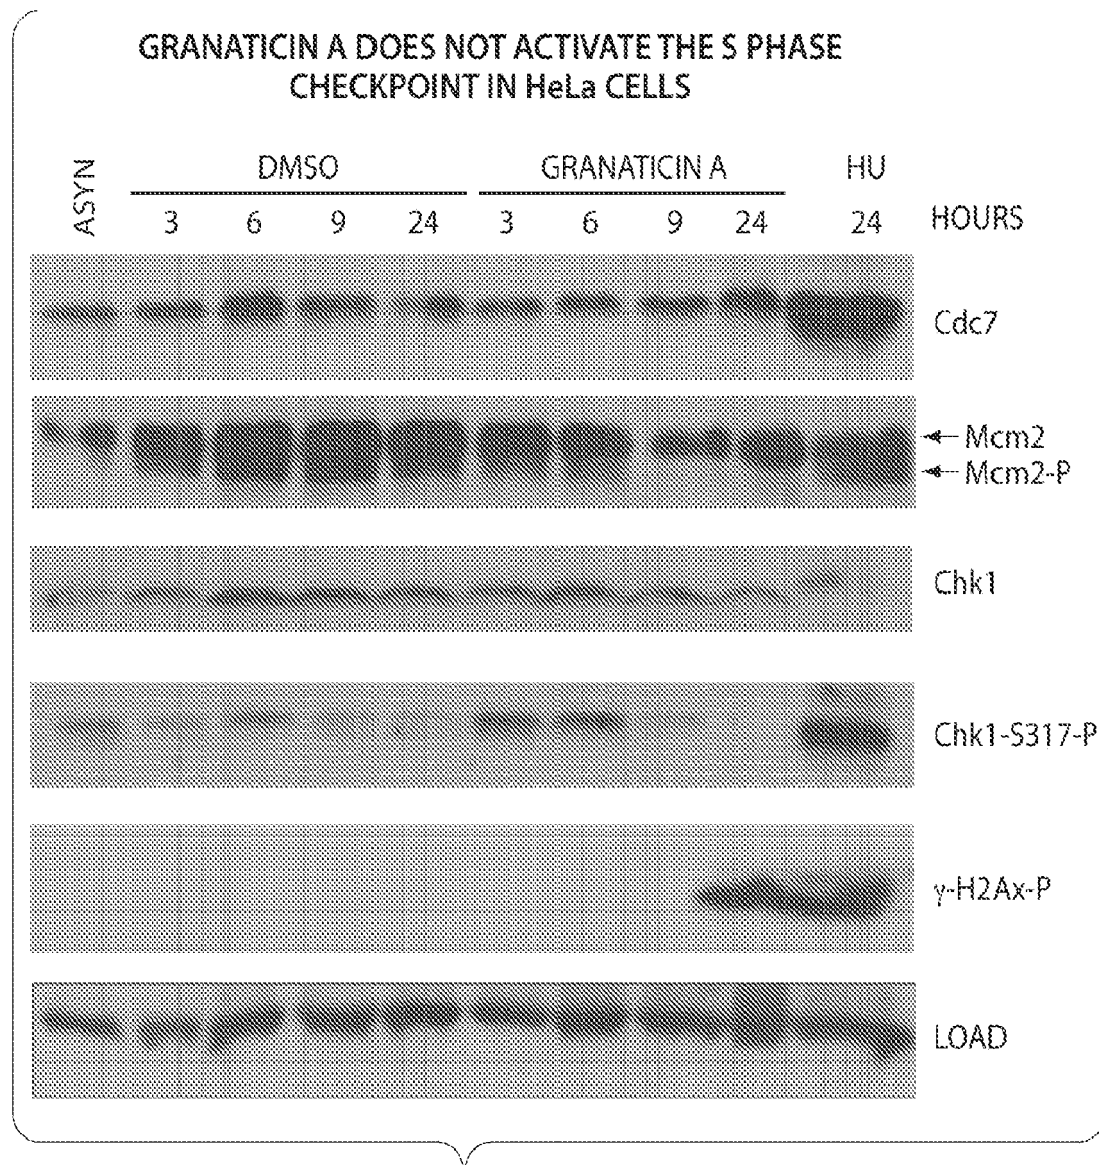 GRANATICIN A DOES NOT ACTIVATE THE S PHASE
CHECKPOINT IN HeLa CELLS
ASYN DMSO GRANATICIN A HU
3 6 9 24 3 6 9 24 24 HOURS
Cdc7
Mcm2
Mcm2-P
Chk1
Chk1-S317-P
γ-H2Ax-P
LOAD